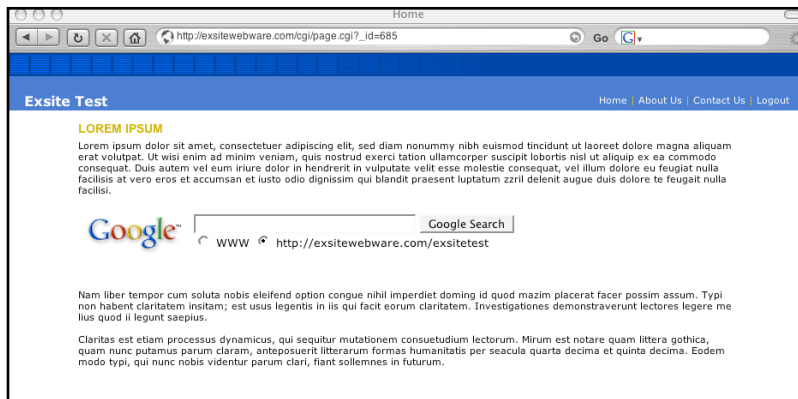 Home
http://exsitewebware.com/cgi/page.cgi?_id=685
Go
G
Exsite Test
Home | About Us | Contact Us | Logout
LOREM IPSUM
Lorem ipsum dolor sit amet, consectetuer adipiscing elit, sed diam nonummy nibh euismod tincidunt ut laoreet dolore magna aliquam
erat volutpat. Ut wisi enim ad minim veniam, quis nostrud exerci tation ullamcorper suscipit lobortis nisl ut aliquip ex ea commodo
consequat. Duis autem vel eum iriure dolor in hendrerit in vulputate velit esse molestie consequat, vel illum dolore eu feugiat nulla
facilisis at vero eros et accumsan et iusto odio dignissim qui blandit praesent luptatum zzril delenit augue duis dolore te feugait nulla
facilisi.
Google™
Google Search
WWW
http://exsitewebware.com/exsitetest
Nam liber tempor cum soluta nobis eleifend option congue nihil imperdiet doming id quod mazim placerat facer possim assum. Typi
non habent claritatem insitam; est usus legentis in iis qui facit eorum claritatem. Investigationes demonstraverunt lectores legere me
lius quod ii legunt saepius.
Claritas est etiam processus dynamicus, qui sequitur mutationem consuetudium lectorum. Mirum est notare quam littera gothica,
quam nunc putamus parum claram, anteposuerit litterarum formas humanitatis per seacula quarta decima et quinta decima. Eodem
modo typi, qui nunc nobis videntur parum clari, fiant sollemnes in futurum.